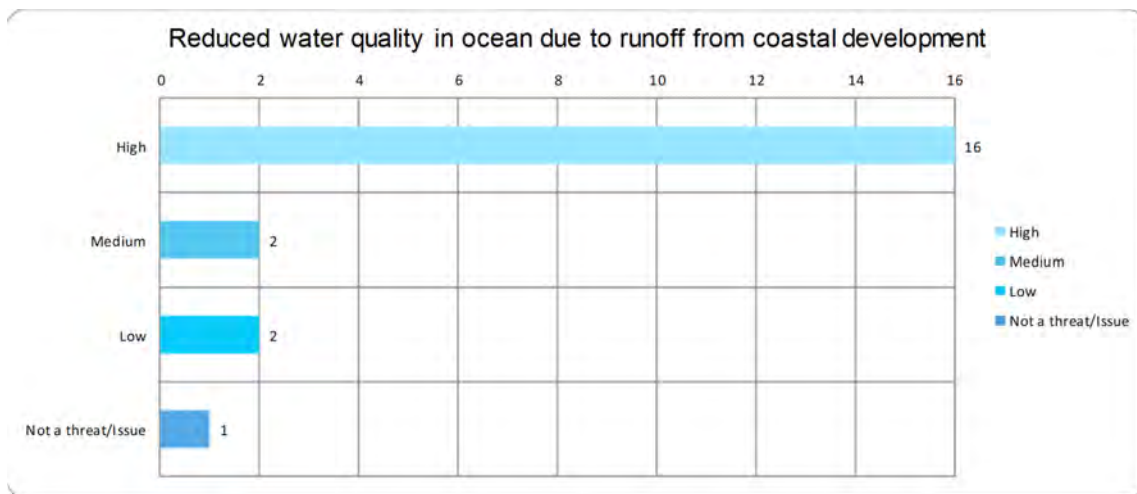 Reduced water quality in ocean due to runoff from coastal development
0 2 4 6 8 10 12 14 16
High 16
Medium 2
Low 2
Not a threat/Issue 1
High
Medium
Low
Not a threat/Issue